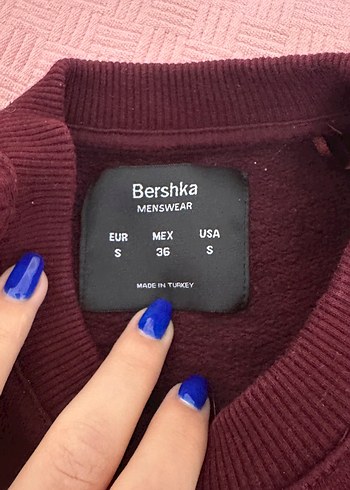 Bershka
MENSWEAR
EUR MEX USA
S 36 S
MADE IN TURKEY